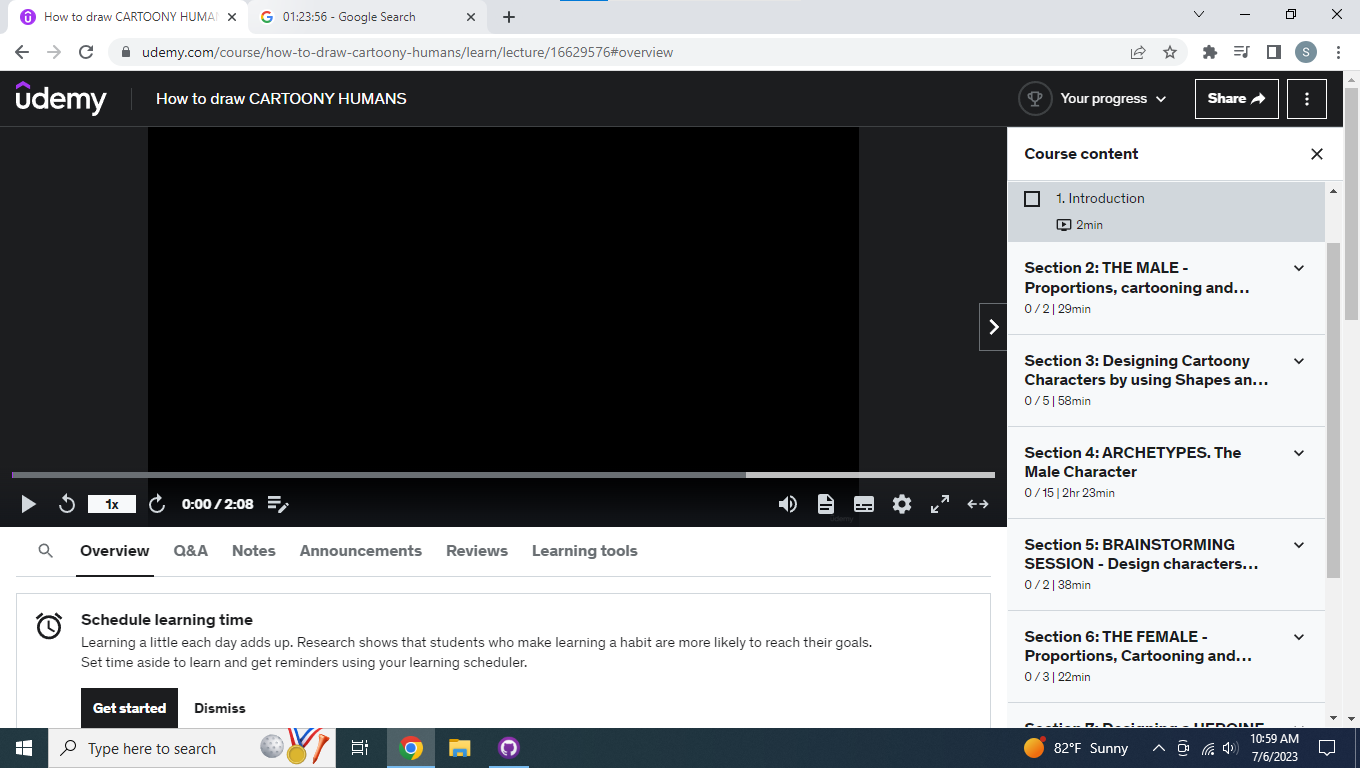 How to draw CARTOONY HUMAN
01:23:56 - Google Search
udemy.com/course/how-to-draw-cartoony-humans/learn/lecture/16629576#overview
S
udemy
How to draw CARTOONY HUMANS
Your progress
Share
Course content
1. Introduction
2min
Section 2: THE MALE -
Proportions, cartooning and...
0 / 2 | 29min
Section 3: Designing Cartoony
Characters by using Shapes an...
0 / 5 | 58min
Section 4: ARCHETYPES. The
Male Character
0 / 15 | 2hr 23min
Section 5: BRAINSTORMING
SESSION - Design characters...
0 / 2 | 38min
Section 6: THE FEMALE -
Proportions, Cartooning and...
0 / 3 | 22min
Section 7: Designing a HEROINE
1x
0:00 / 2:08
Udemy
Overview
Q&A
Notes
Announcements
Reviews
Learning tools
Schedule learning time
Learning a little each day adds up. Research shows that students who make learning a habit are more likely to reach their goals.
Set time aside to learn and get reminders using your learning scheduler.
Get started
Dismiss
Type here to search
82°F Sunny
10:59 AM
7/6/2023